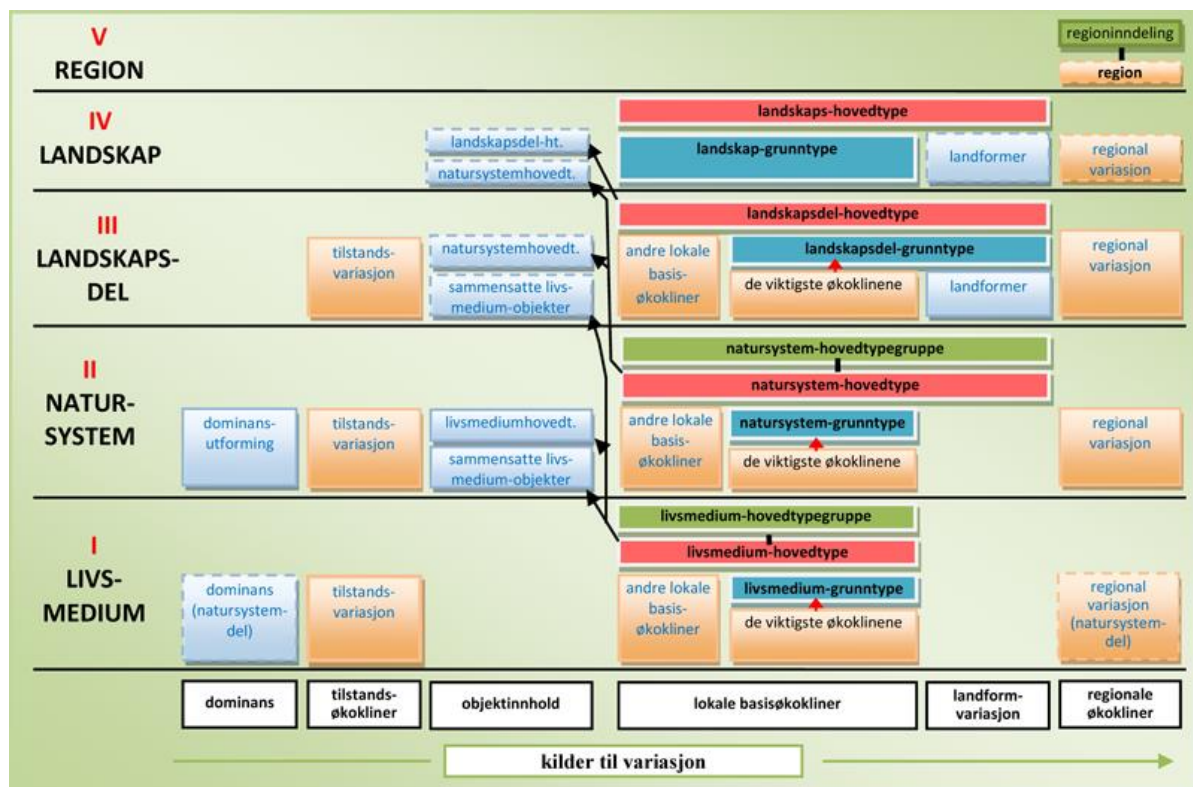 V
REGION
regioninndeling
region
IV
LANDSKAP
landskapsdel-ht.
natursystemhovedt.
landskaps-hovedtype
landskap-grunntype
landformer
regional
variasjon
III
LANDSKAPS-
DEL
tilstands-
variasjon
natursystemhovedt.
sammensatte livs-
medium-objekter
landskapsdel-hovedtype
andre lokale
basis-
økokliner
landskapsdel-grunntype
de viktigste økoklinene
landformer
regional
variasjon
II
NATUR-
SYSTEM
dominans-
utforming
tilstands-
variasjon
livsmediumhovedt.
sammensatte livs-
medium-objekter
natursystem-hovedtypegruppe
natursystem-hovedtype
andre lokale
basis-
økokliner
natursystem-grunntype
de viktigste økoklinene
regional
variasjon
I
LIVS-
MEDIUM
dominans
(natursystem-
del)
tilstands-
variasjon
livsmedium-hovedtypegruppe
livsmedium-hovedtype
andre lokale
basis-
økokliner
livsmedium-grunntype
de viktigste økoklinene
regional
variasjon
(natursystem-
del)
dominans
tilstands-
økokliner
objektinnhold
lokale basisøkokliner
landform-
variasjon
regionale
økokliner
kilder til variasjon